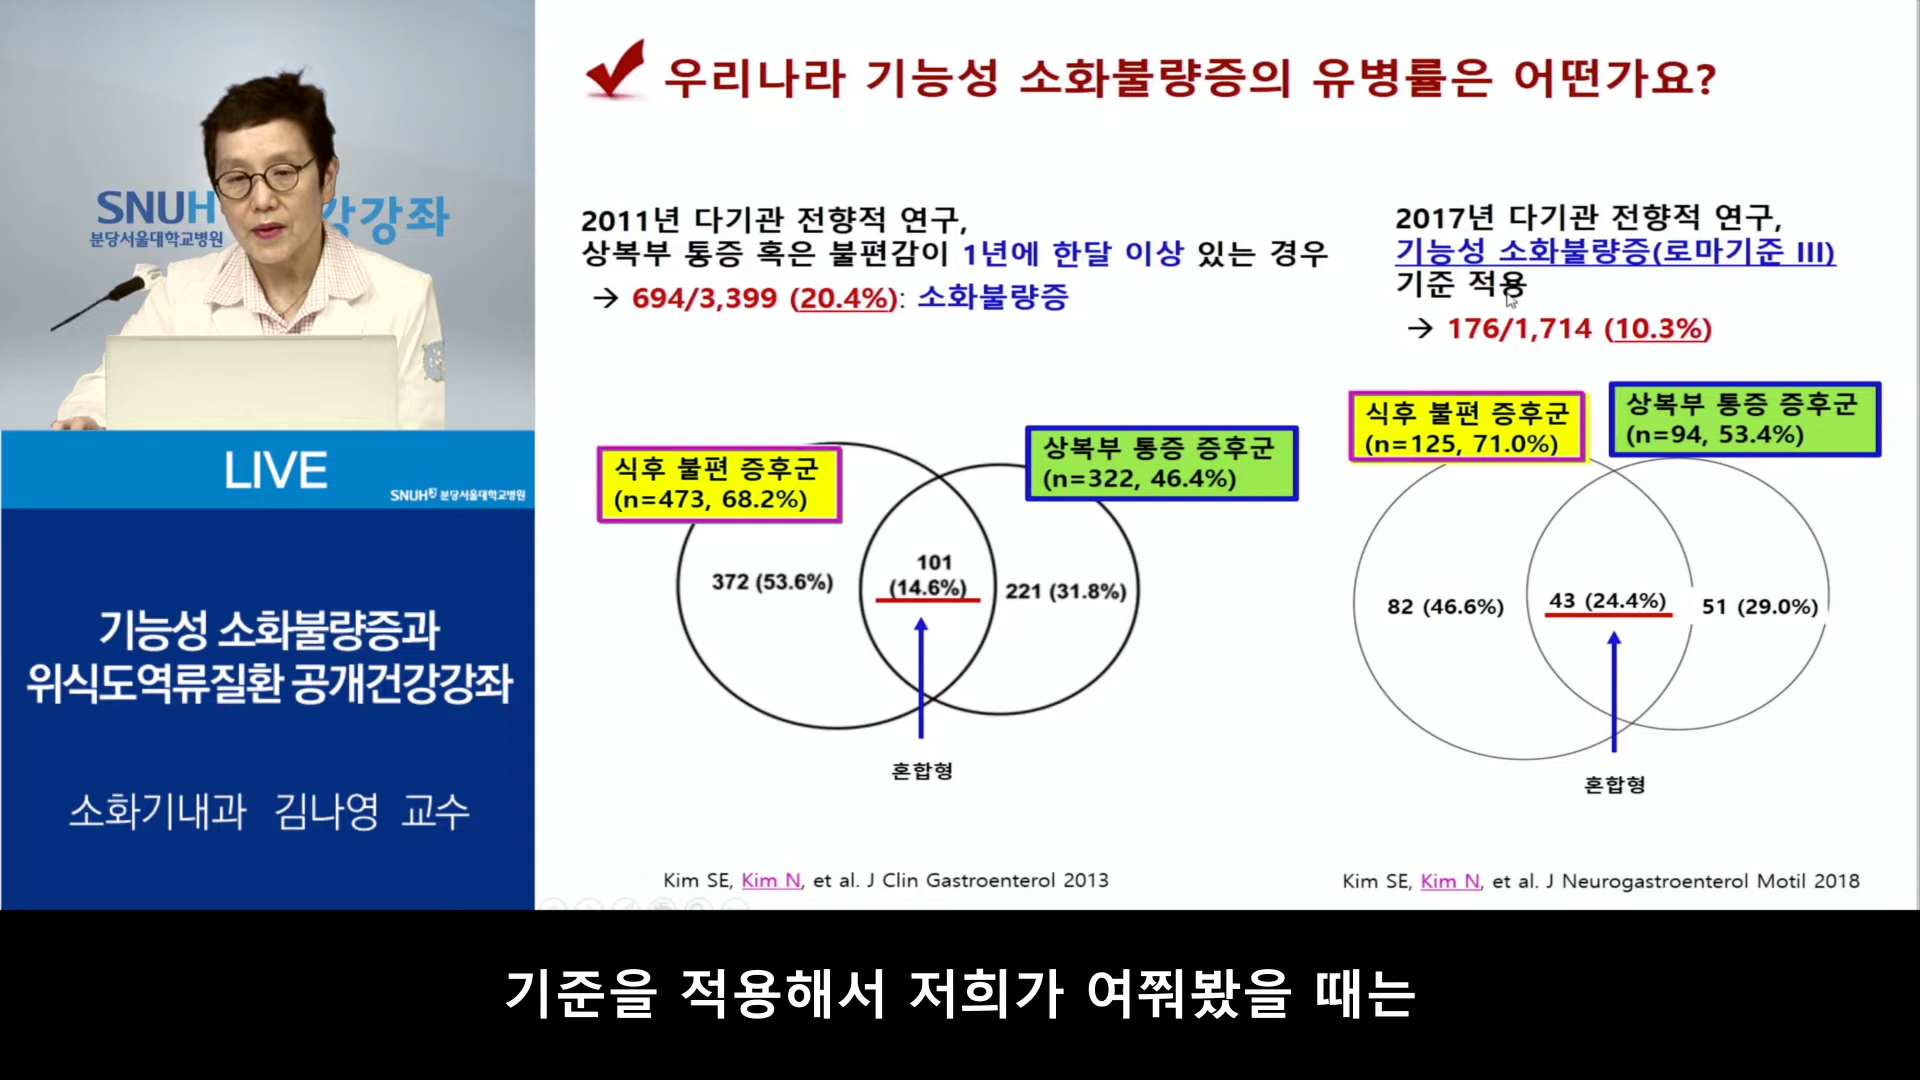 SNUH
분당서울대학교병원
강강좌
LIVE
SNUH 분당서울대학교병원
기능성 소화불량증과
위식도역류질환 공개건강강좌
소화기내과 김나영 교수
우리나라 기능성 소화불량증의 유병률은 어떤가요?
2011년 다기관 전향적 연구,
상복부 통증 혹은 불편감이 1년에 한달 이상 있는 경우
→ 694/3,399 (20.4%): 소화불량증
식후 불편 증후군
(n=473, 68.2%)
상복부 통증 증후군
(n=322, 46.4%)
372 (53.6%)
101
(14.6%)
221 (31.8%)
혼합형
Kim SE, Kim N, et al. J Clin Gastroenterol 2013
2017년 다기관 전향적 연구,
기능성 소화불량증(로마기준 III)
기준 적용
→ 176/1,714 (10.3%)
식후 불편 증후군
(n=125, 71.0%)
상복부 통증 증후군
(n=94, 53.4%)
82 (46.6%)
43 (24.4%)
51 (29.0%)
혼합형
Kim SE, Kim N, et al. J Neurogastroenterol Motil 2018
기준을 적용해서 저희가 여쭤봤을 때는